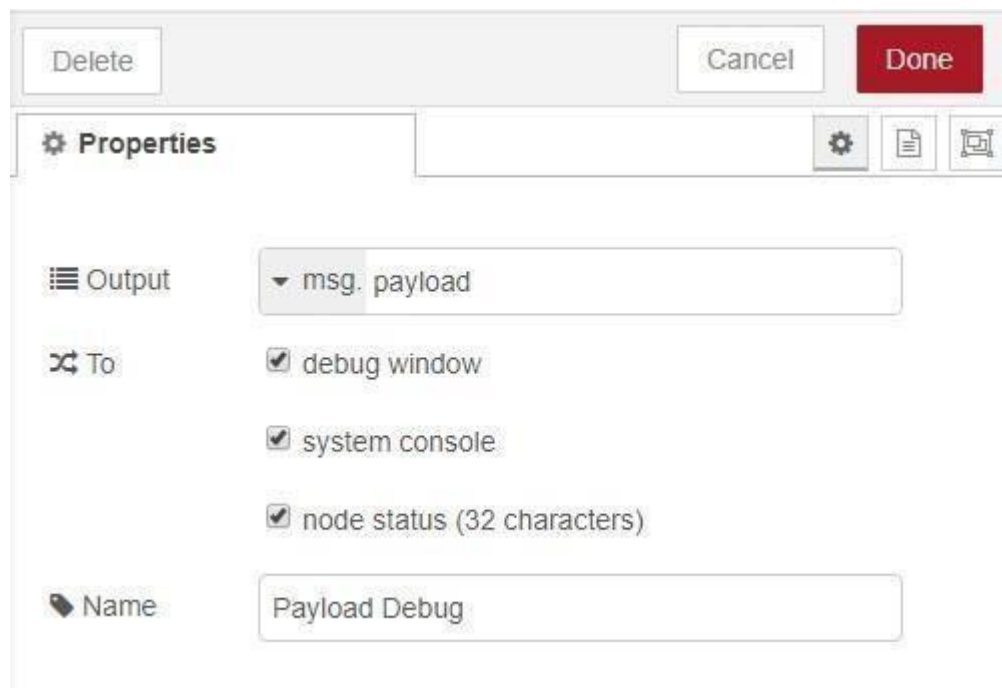 Delete
Cancel
Done
Properties
Output
msg. payload
To
debug window
system console
node status (32 characters)
Name
Payload Debug